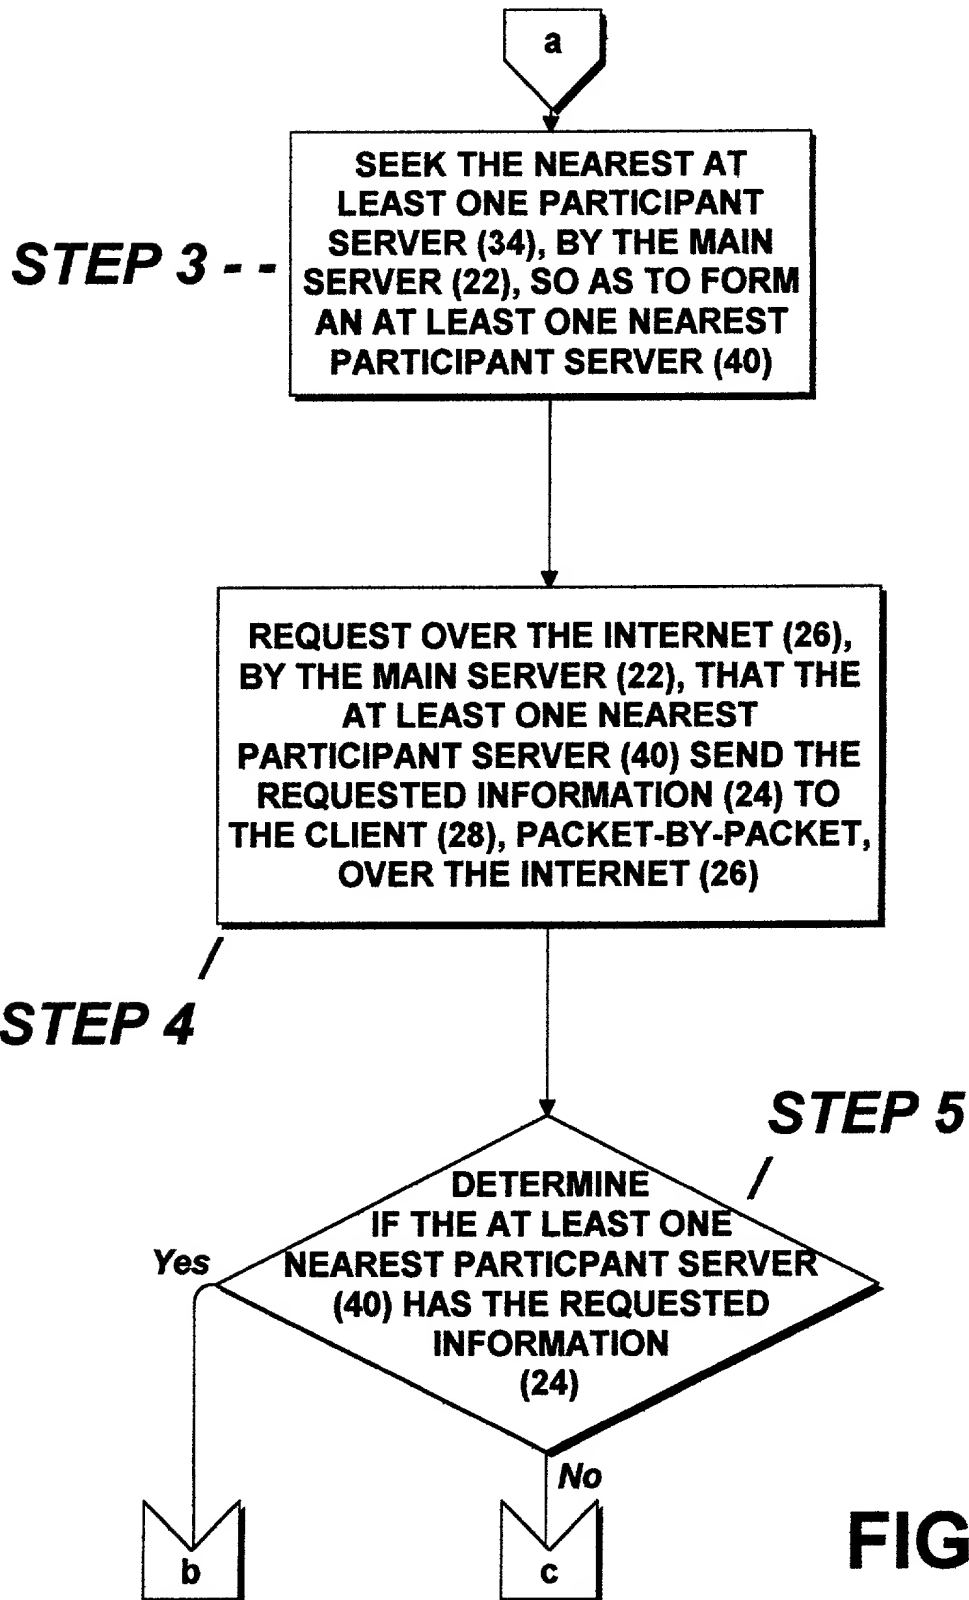 a
SEEK THE NEAREST AT
LEAST ONE PARTICIPANT
SERVER (34), BY THE MAIN
SERVER (22), SO AS TO FORM
AN AT LEAST ONE NEAREST
PARTICIPANT SERVER (40)
STEP 3 - -
REQUEST OVER THE INTERNET (26),
BY THE MAIN SERVER (22), THAT THE
AT LEAST ONE NEAREST
PARTICIPANT SERVER (40) SEND THE
REQUESTED INFORMATION (24) TO
THE CLIENT (28), PACKET-BY-PACKET,
OVER THE INTERNET (26)
STEP 4
STEP 5
DETERMINE
IF THE AT LEAST ONE
NEAREST PARTICPANT SERVER
(40) HAS THE REQUESTED
INFORMATION
(24)
Yes
No
b
c
FIG